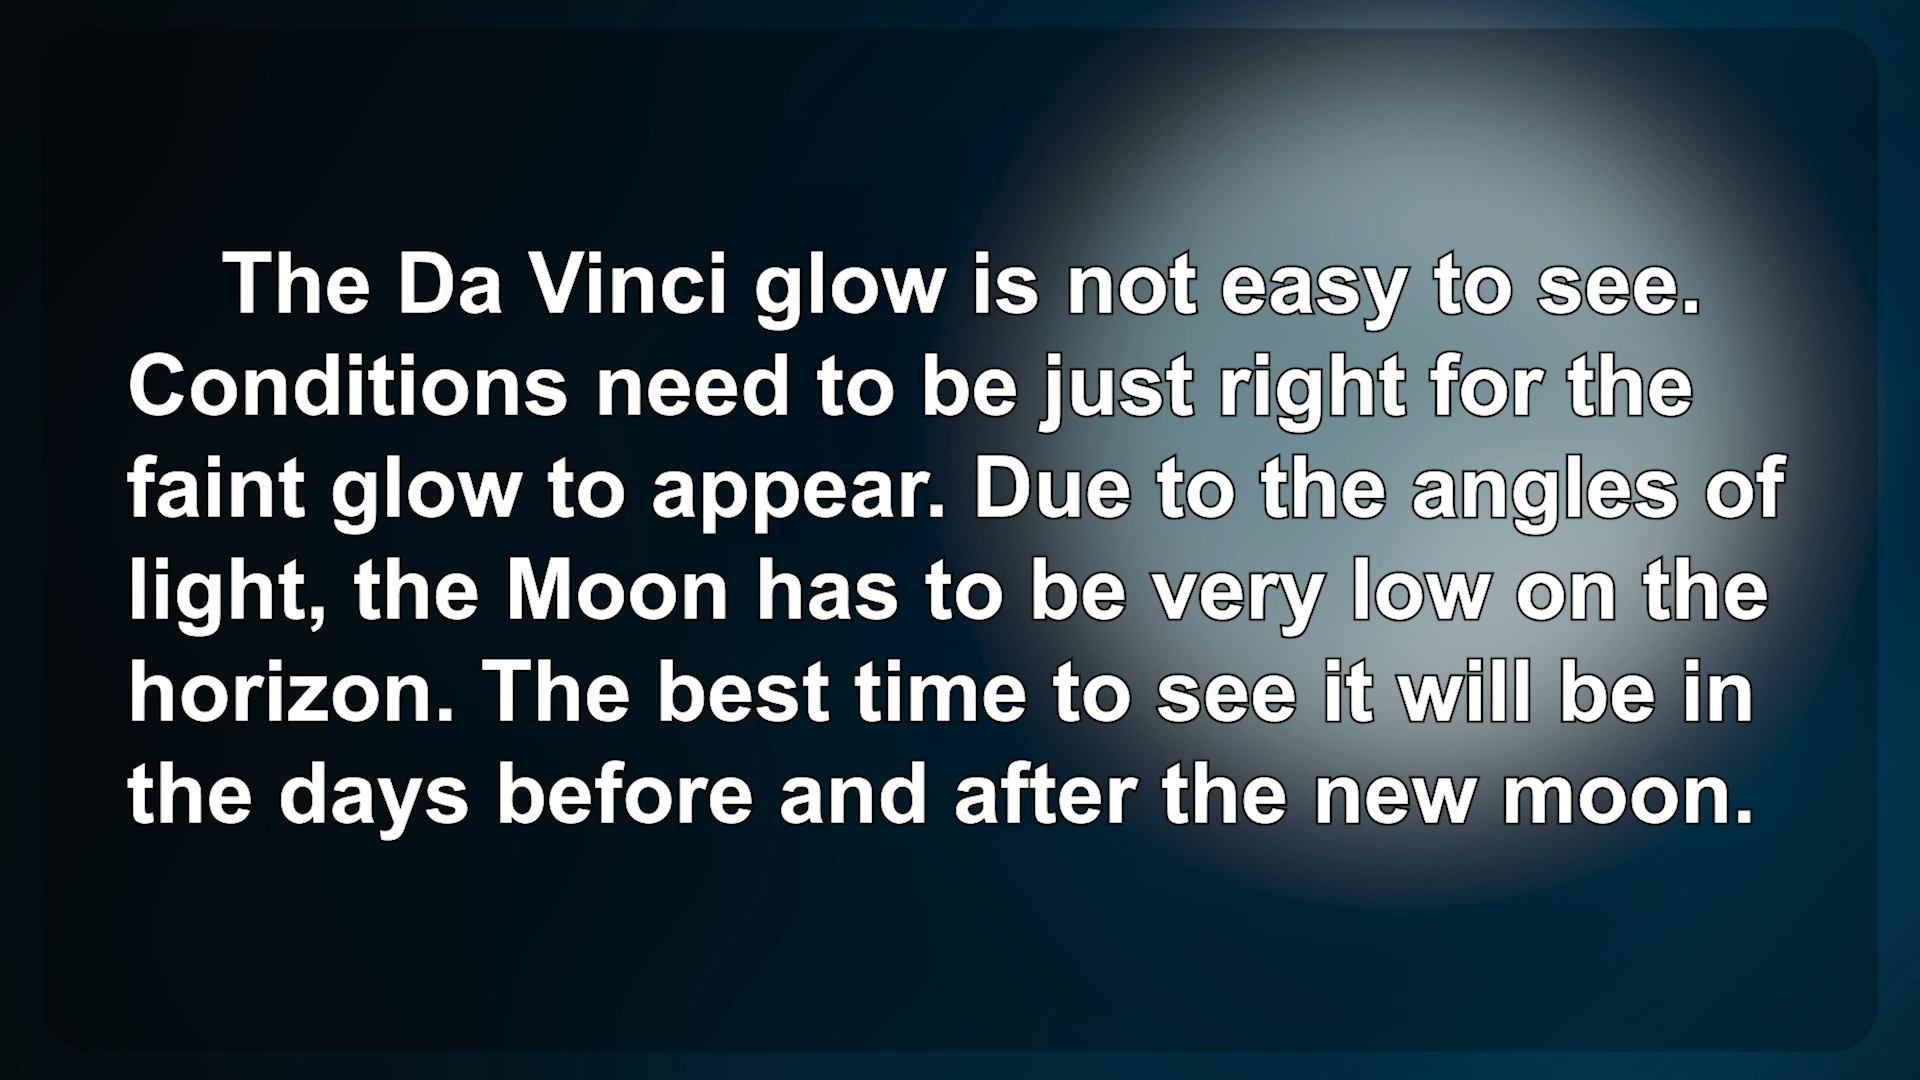 The Da Vinci glow is not easy to see.
Conditions need to be just right for the
faint glow to appear. Due to the angles of
light, the Moon has to be very low on the
horizon. The best time to see it will be in
the days before and after the new moon.